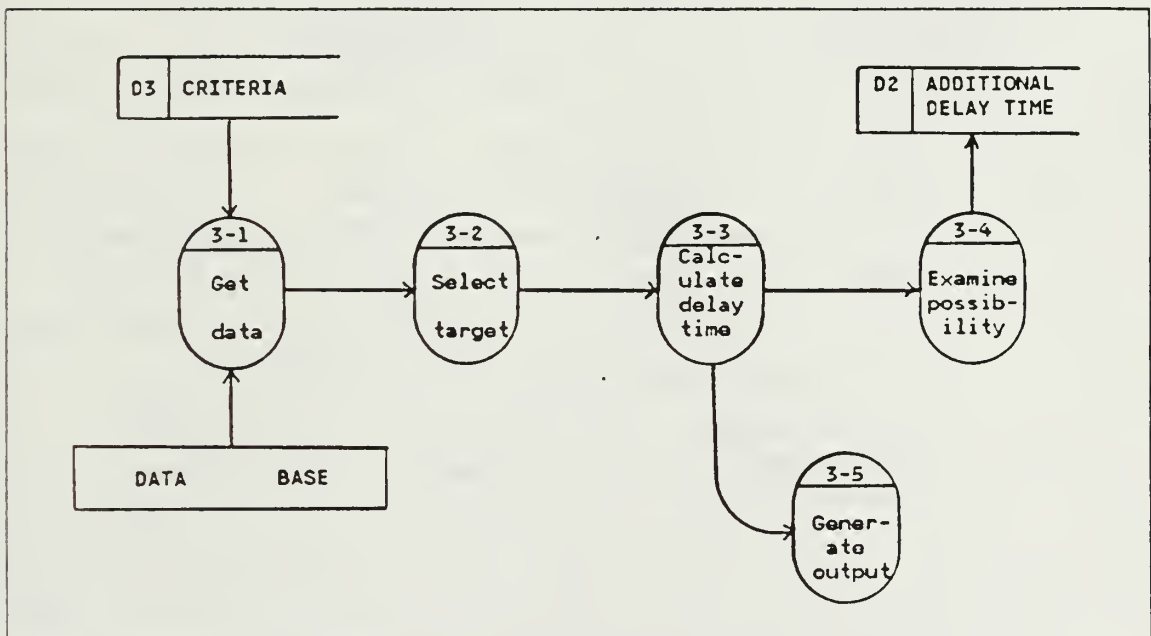 D3 CRITERIA
D2 ADDITIONAL
DELAY TIME
3-1
Get
data
3-2
Select
target
3-3
Calc-
ulate
delay
time
3-4
Examine
possib-
ility
DATA BASE
3-5
Gener-
ate
output